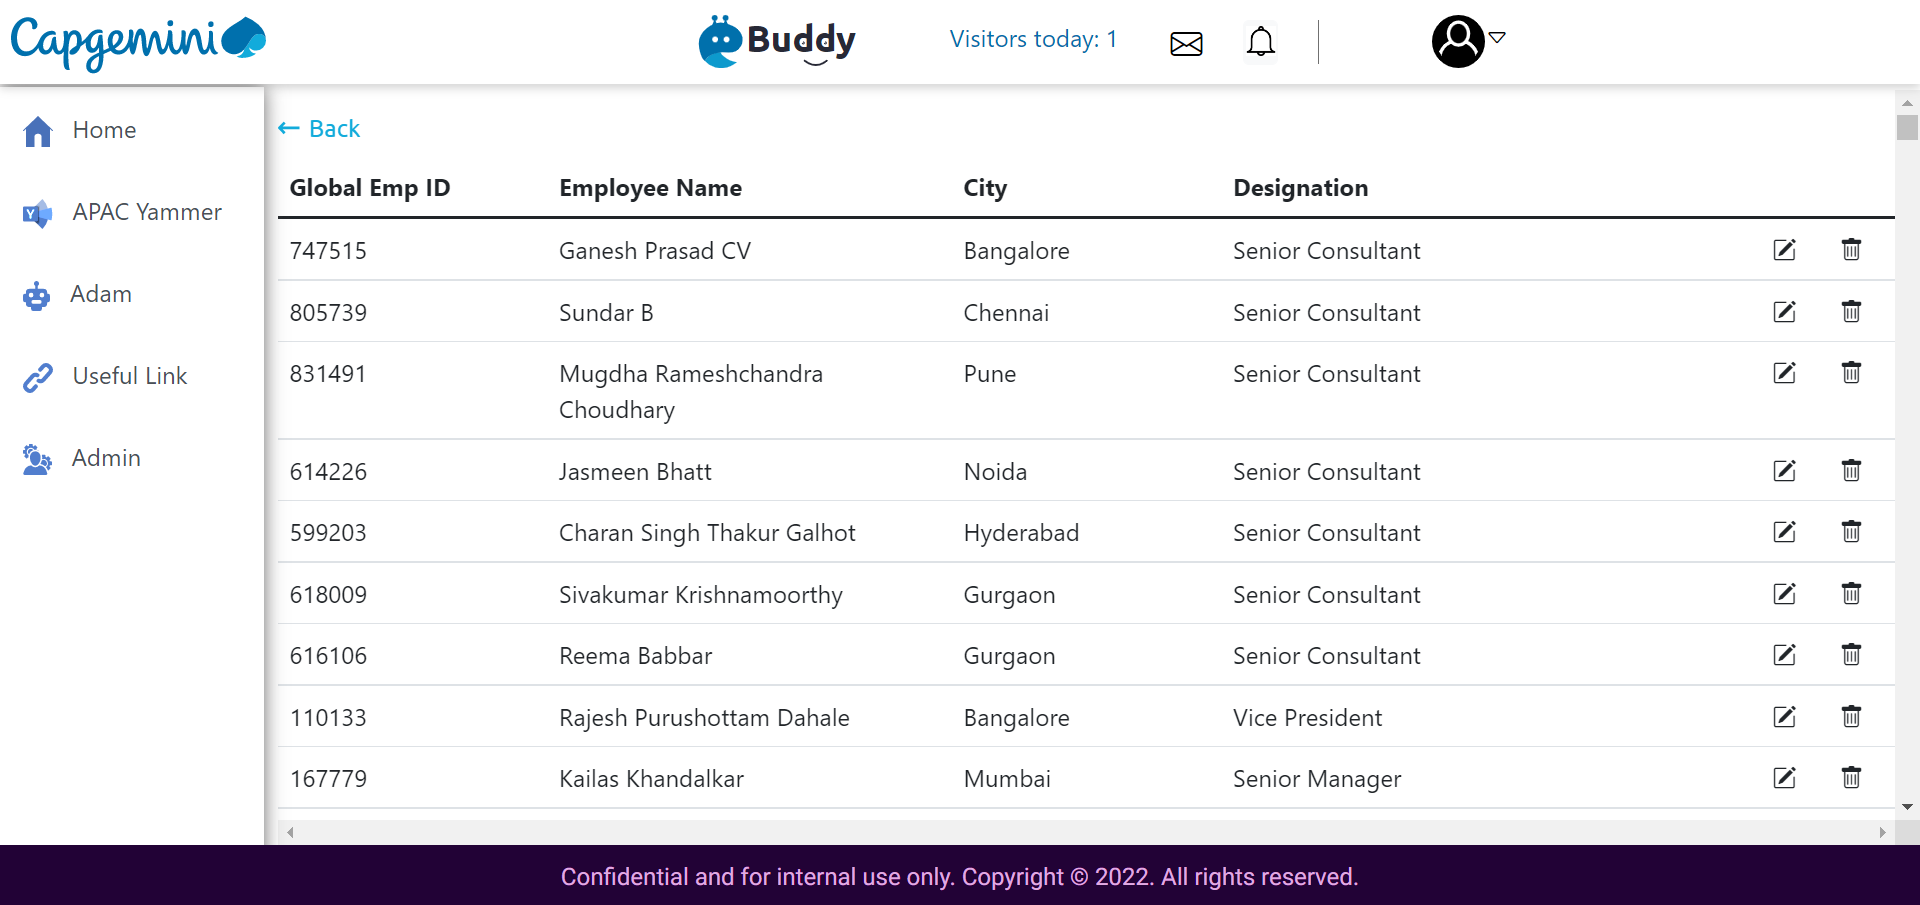 Capgemini
Buddy
Visitors today: 1
Home
APAC Yammer
Adam
Useful Link
Admin
← Back
Global Emp ID Employee Name City Designation
747515 Ganesh Prasad CV Bangalore Senior Consultant
805739 Sundar B Chennai Senior Consultant
831491 Mugdha Rameshchandra Pune Senior Consultant
Choudhary
614226 Jasmeen Bhatt Noida Senior Consultant
599203 Charan Singh Thakur Galhot Hyderabad Senior Consultant
618009 Sivakumar Krishnamoorthy Gurgaon Senior Consultant
616106 Reema Babbar Gurgaon Senior Consultant
110133 Rajesh Purushottam Dahale Bangalore Vice President
167779 Kailas Khandalkar Mumbai Senior Manager
Confidential and for internal use only. Copyright © 2022. All rights reserved.